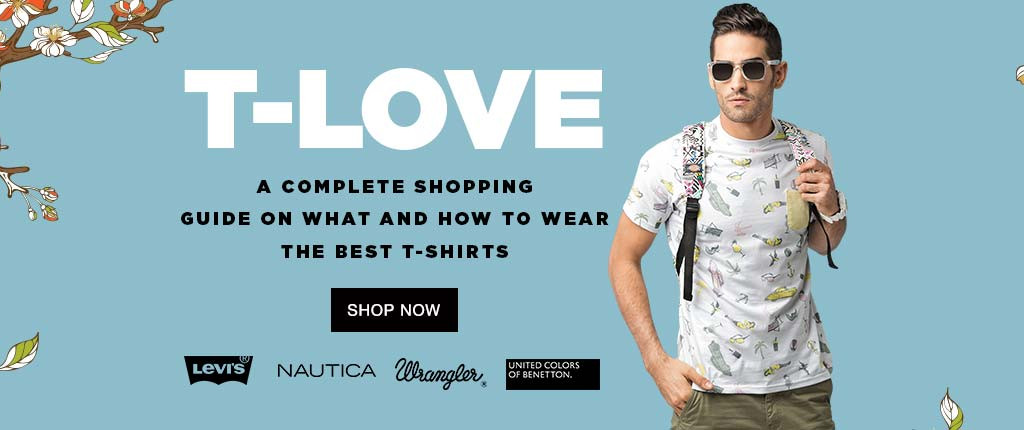 T-LOVE
A COMPLETE SHOPPING
GUIDE ON WHAT AND HOW TO WEAR
THE BEST T-SHIRTS
SHOP NOW
LEVI'S® NAUTICA Wrangler® UNITED COLORS
OF BENETTON.